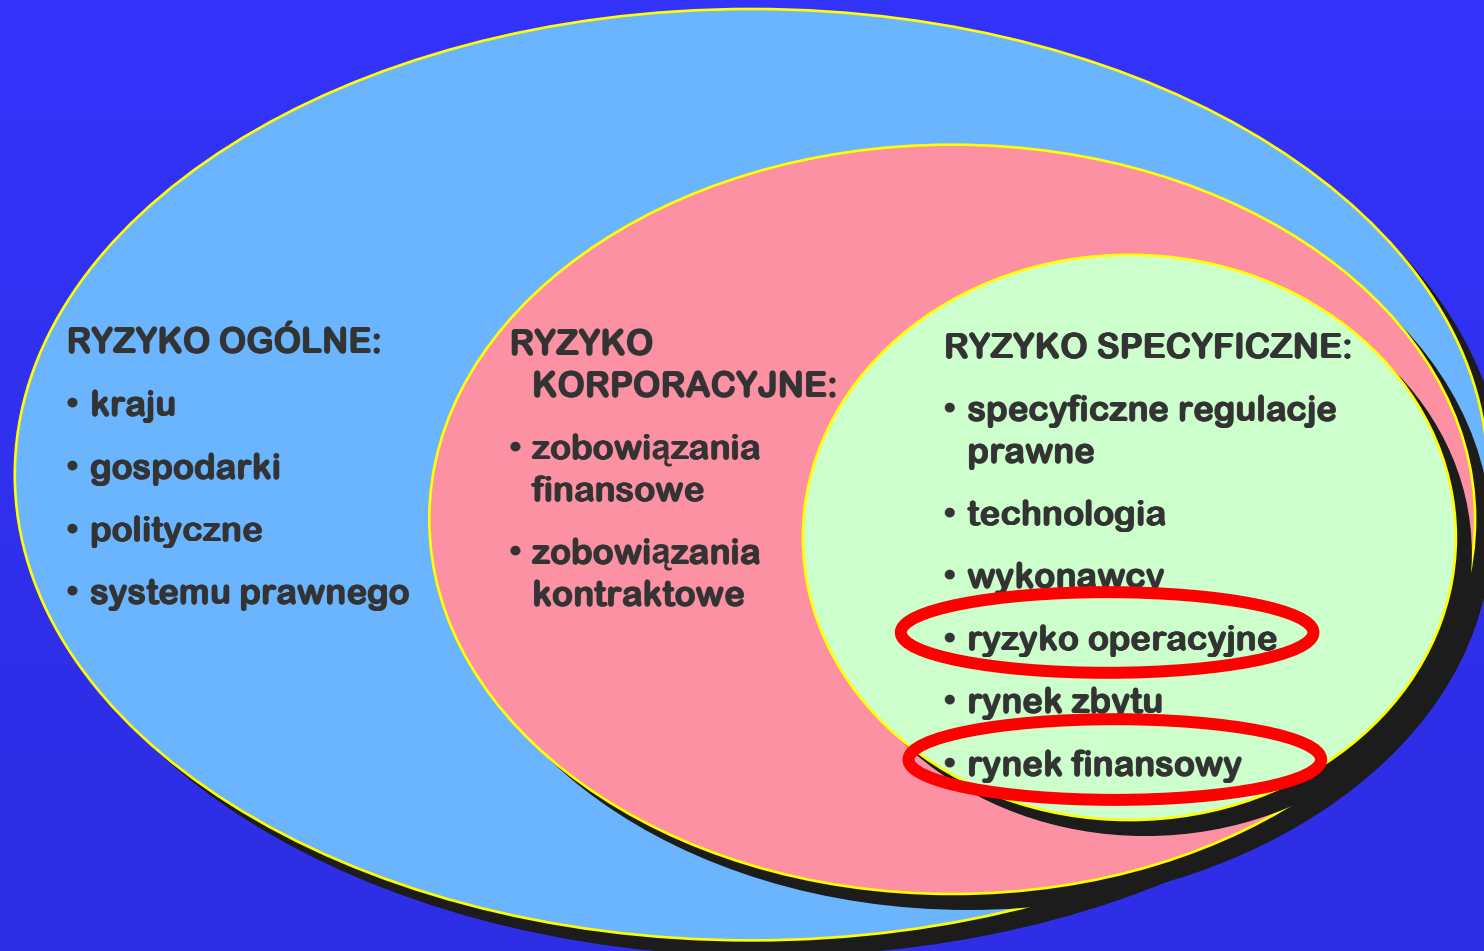 RYZYKO OGÓLNE:
• kraju
• gospodarki
• polityczne
• systemu prawnego
RYZYKO
KORPORACYJNE:
• zobowiązania
finansowe
• zobowiązania
kontraktowe
RYZYKO SPECYFICZNE:
• specyficzne regulacje
prawne
• technologia
• wykonawcy
• ryzyko operacyjne
• rynek zbytu
• rynek finansowy